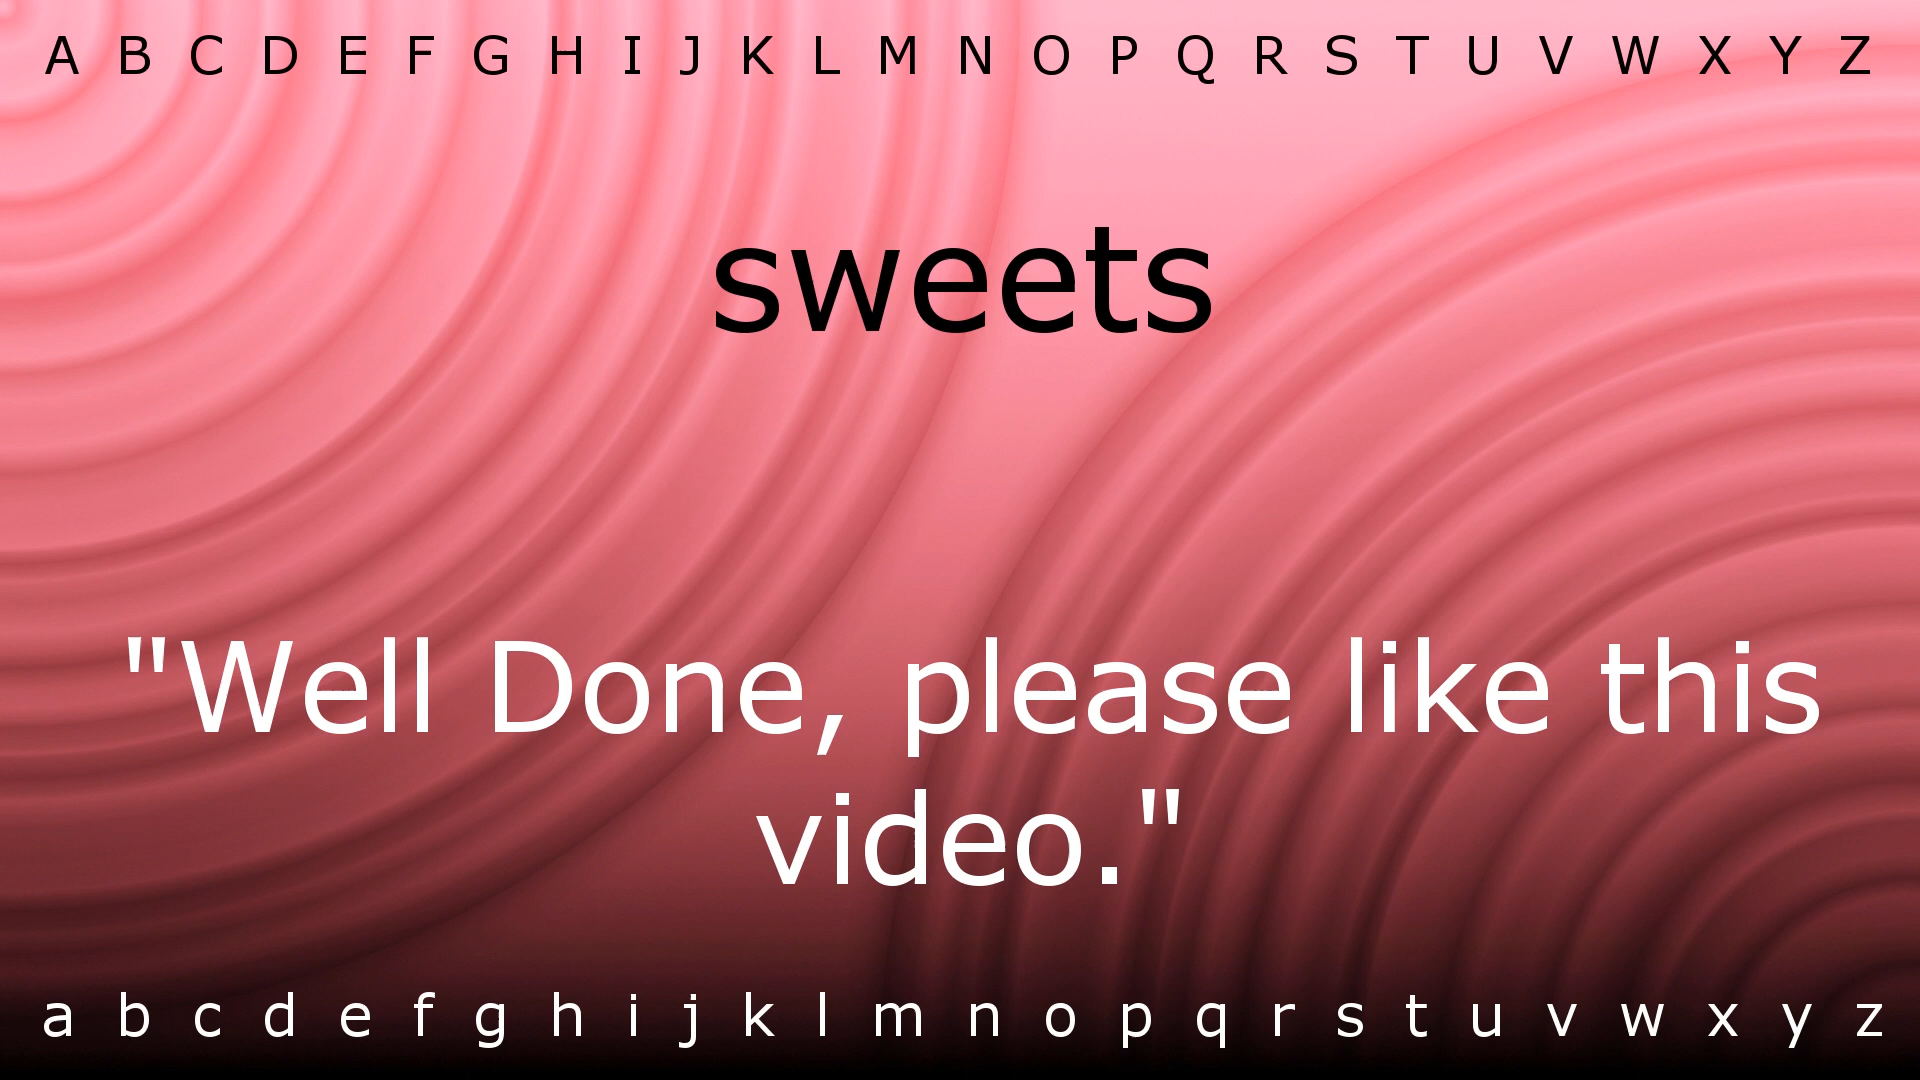 A B C D E F G H I J K L M N O P Q R S T U V W X Y Z
sweets
"Well Done, please like this
video."
a b c d e f g h i j k l m n o p q r s t u v w x y z